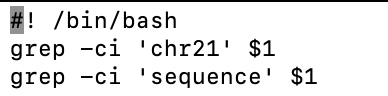 #! /bin/bash
grep -ci 'chr21' $1
grep -ci 'sequence' $1